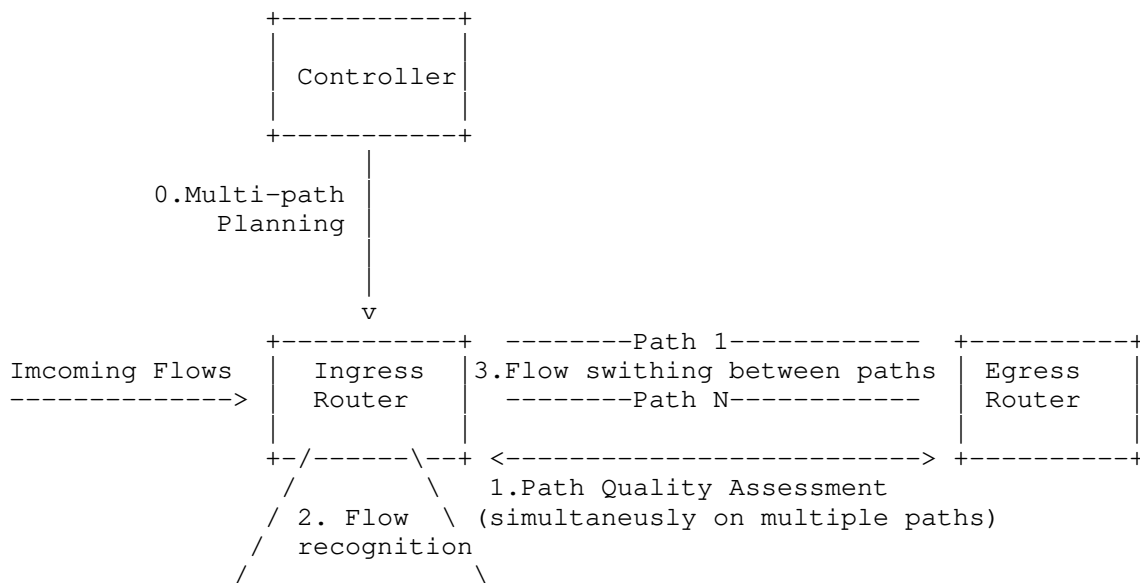 Controller
0.Multi-path
Planning
--------Path 1------------
Imcoming Flows
Ingress
3.Flow swithing between paths
Egress
-------------->
Router
--------Path N------------
Router
1.Path Quality Assessment
2. Flow
(simultaneusly on multiple paths)
recognition